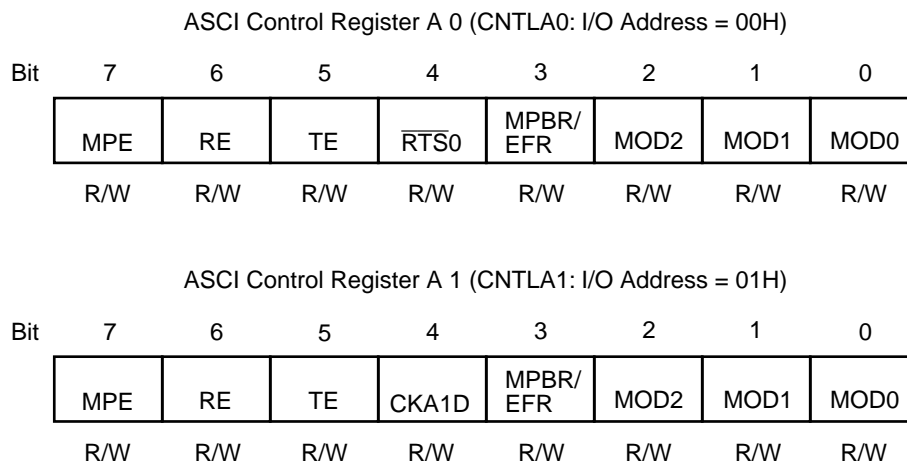 ASCI Control Register A 0 (CNTLA0: I/O Address = 00H)
Bit 7 6 5 4 3 2 1 0
MPE RE TE RTS0 MPBR/ EFR MOD2 MOD1 MOD0
R/W R/W R/W R/W R/W R/W R/W R/W
ASCI Control Register A 1 (CNTLA1: I/O Address = 01H)
Bit 7 6 5 4 3 2 1 0
MPE RE TE CKA1D MPBR/ EFR MOD2 MOD1 MOD0
R/W R/W R/W R/W R/W R/W R/W R/W